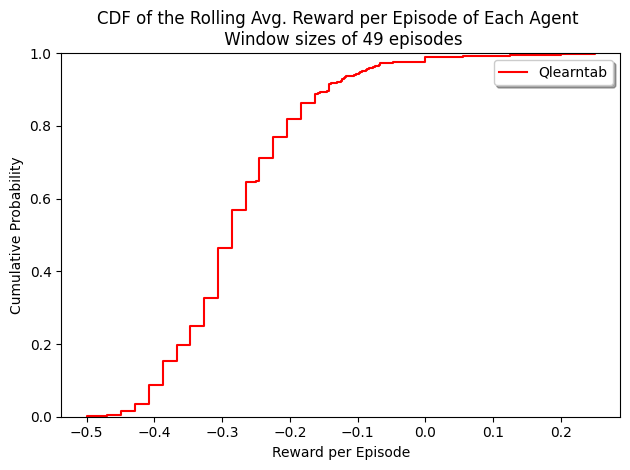 CDF of the Rolling Avg. Reward per Episode of Each Agent
Window sizes of 49 episodes
Qlearntab
Cumulative Probability
1.0
0.8
0.6
0.4
0.2
0.0
−0.5 −0.4 −0.3 −0.2 −0.1 0.0 0.1 0.2
Reward per Episode